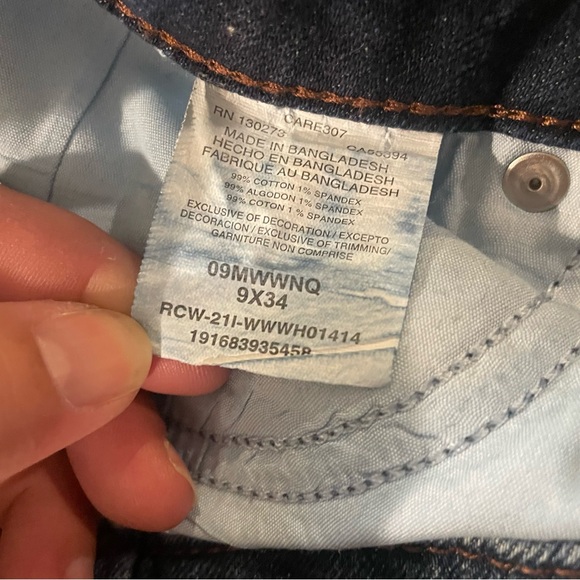 CARE307
RN 130273 CA55394
MADE IN BANGLADESH
HECHO EN BANGLADESH
FABRIQUE AU BANGLADESH
99% COTTON 1% SPANDEX
99% ALGODON 1% SPANDEX
99% COTON 1% SPANDEX
EXCLUSIVE OF DECORATION / EXCEPTO
DECORACION / EXCLUSIVE OF TRIMMING/
GARNITURE NON COMPRISE
09MWWNQ
9X34
RCW-21I-WWWH01414